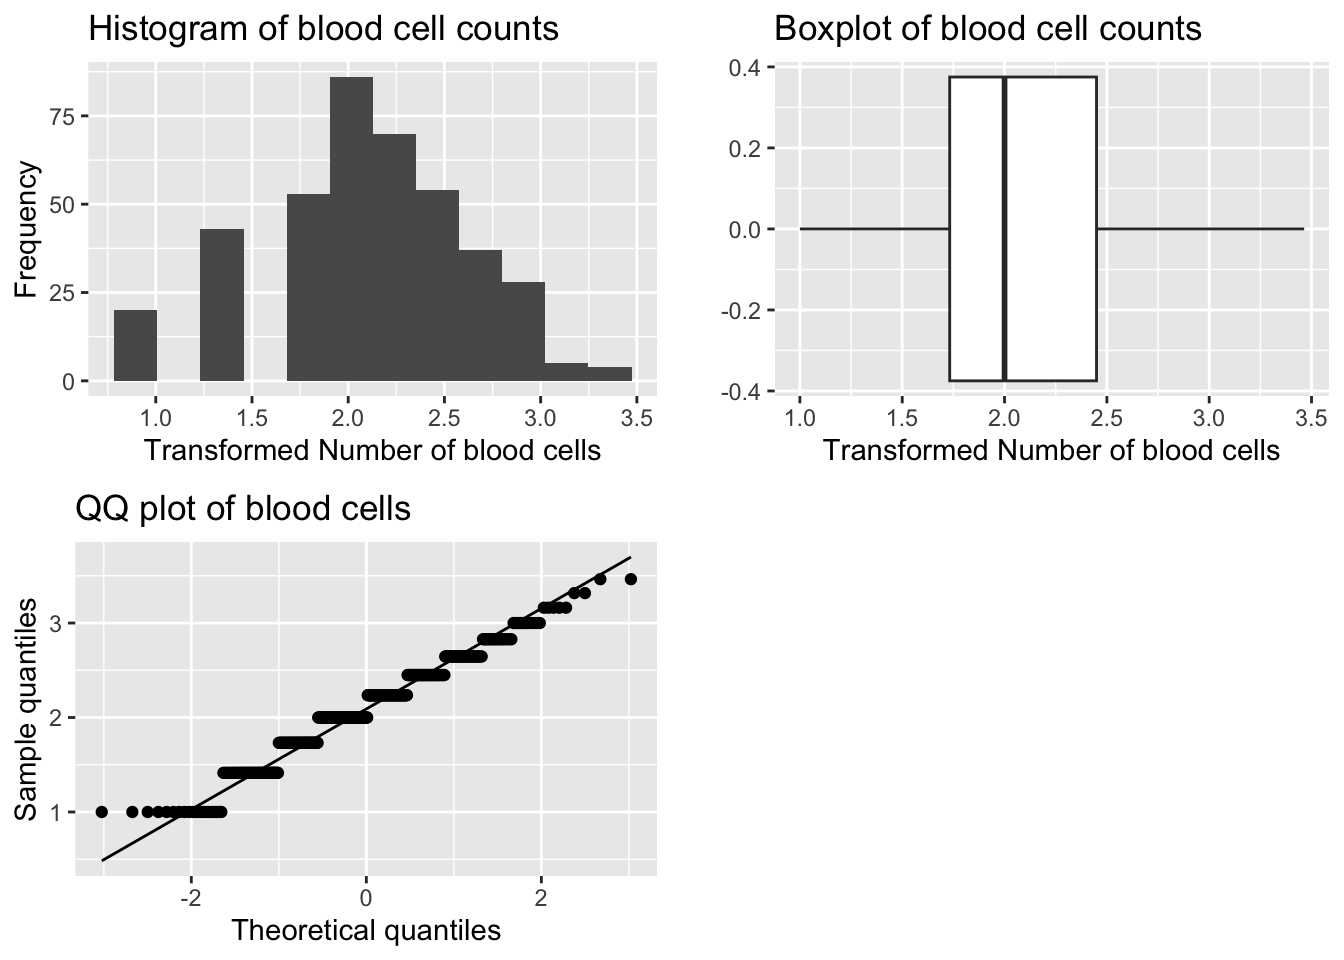 Histogram of blood cell counts
Frequency
75
50
25
0
1.0 1.5 2.0 2.5 3.0 3.5
Transformed Number of blood cells
Boxplot of blood cell counts
0.4
0.2
0.0
-0.2
-0.4
1.0 1.5 2.0 2.5 3.0 3.5
Transformed Number of blood cells
QQ plot of blood cells
Sample quantiles
3
2
1
-2 0 2
Theoretical quantiles